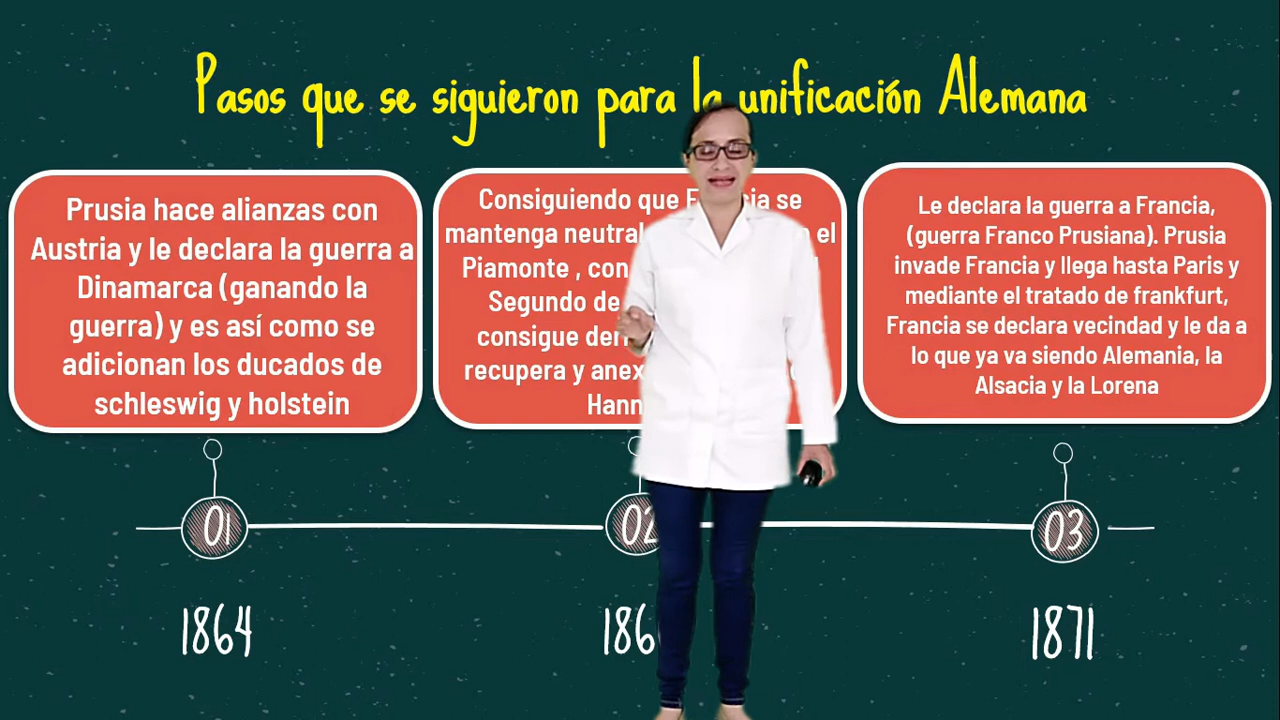 Pasos que se siguieron para la unificación Alemana
Prusia hace alianzas con
Austria y le declara la guerra a
Dinamarca (ganando la
guerra) y es así como se
adicionan los ducados de
schleswig y holstein
Consiguiendo que Francia se
mantenga neutral el
Piamonte , con
Segundo de
consigue
recupera y
Le declara la guerra a Francia,
(guerra Franco Prusiana). Prusia
invade Francia y llega hasta Paris y
mediante el tratado de frankfurt,
Francia se declara vecindad y le da a
lo que ya va siendo Alemania, la
Alsacia y la Lorena
01
02
03
1864
1871